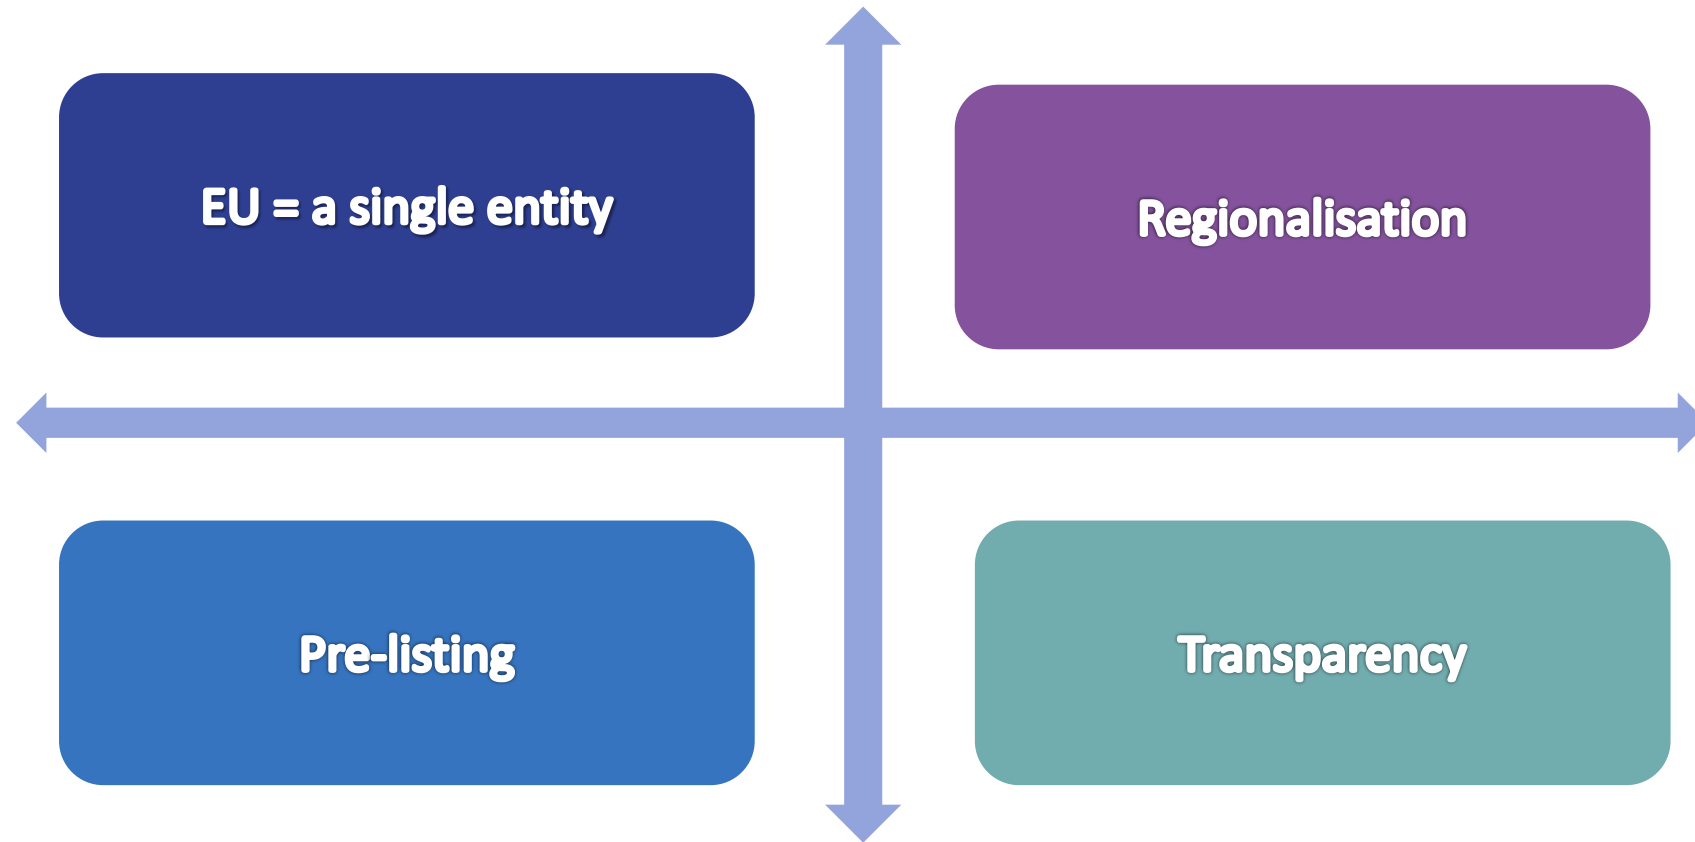 EU = a single entity
Regionalisation
Pre-listing
Transparency